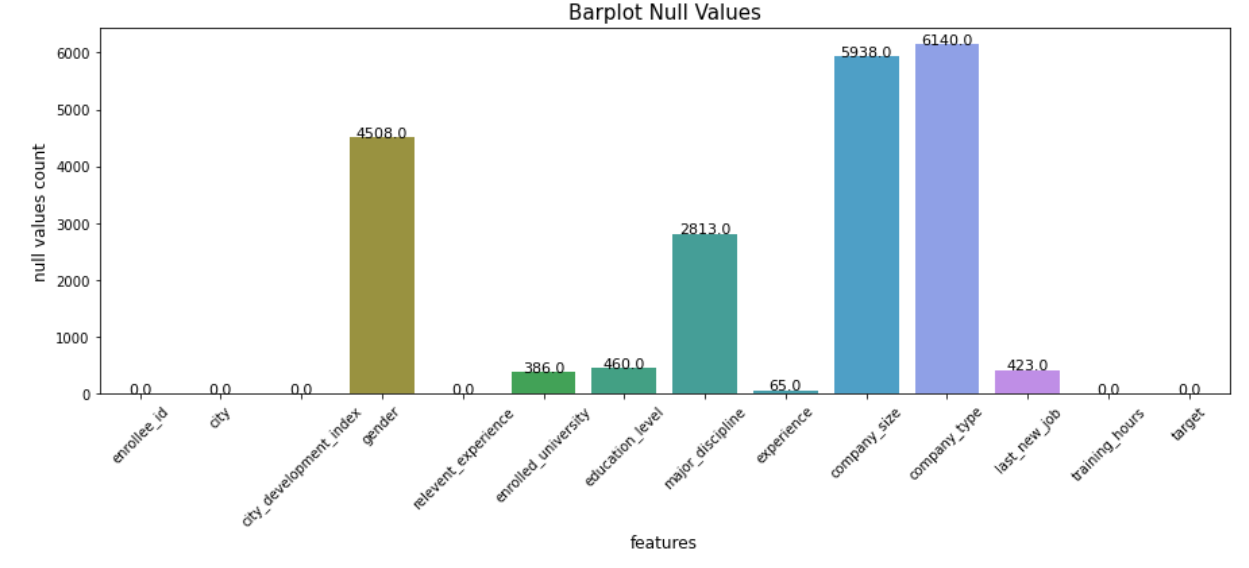 Barplot Null Values
null values count
6000
5000
4000
3000
2000
1000
0
0.0
0.0
0.0
4508.0
0.0
386.0
460.0
2813.0
65.0
5938.0
6140.0
423.0
0.0
0.0
enrollee_id
city
city_development_index
gender
relevent_experience
enrolled_university
education_level
major_discipline
experience
company_size
company_type
last_new_job
training_hours
target
features